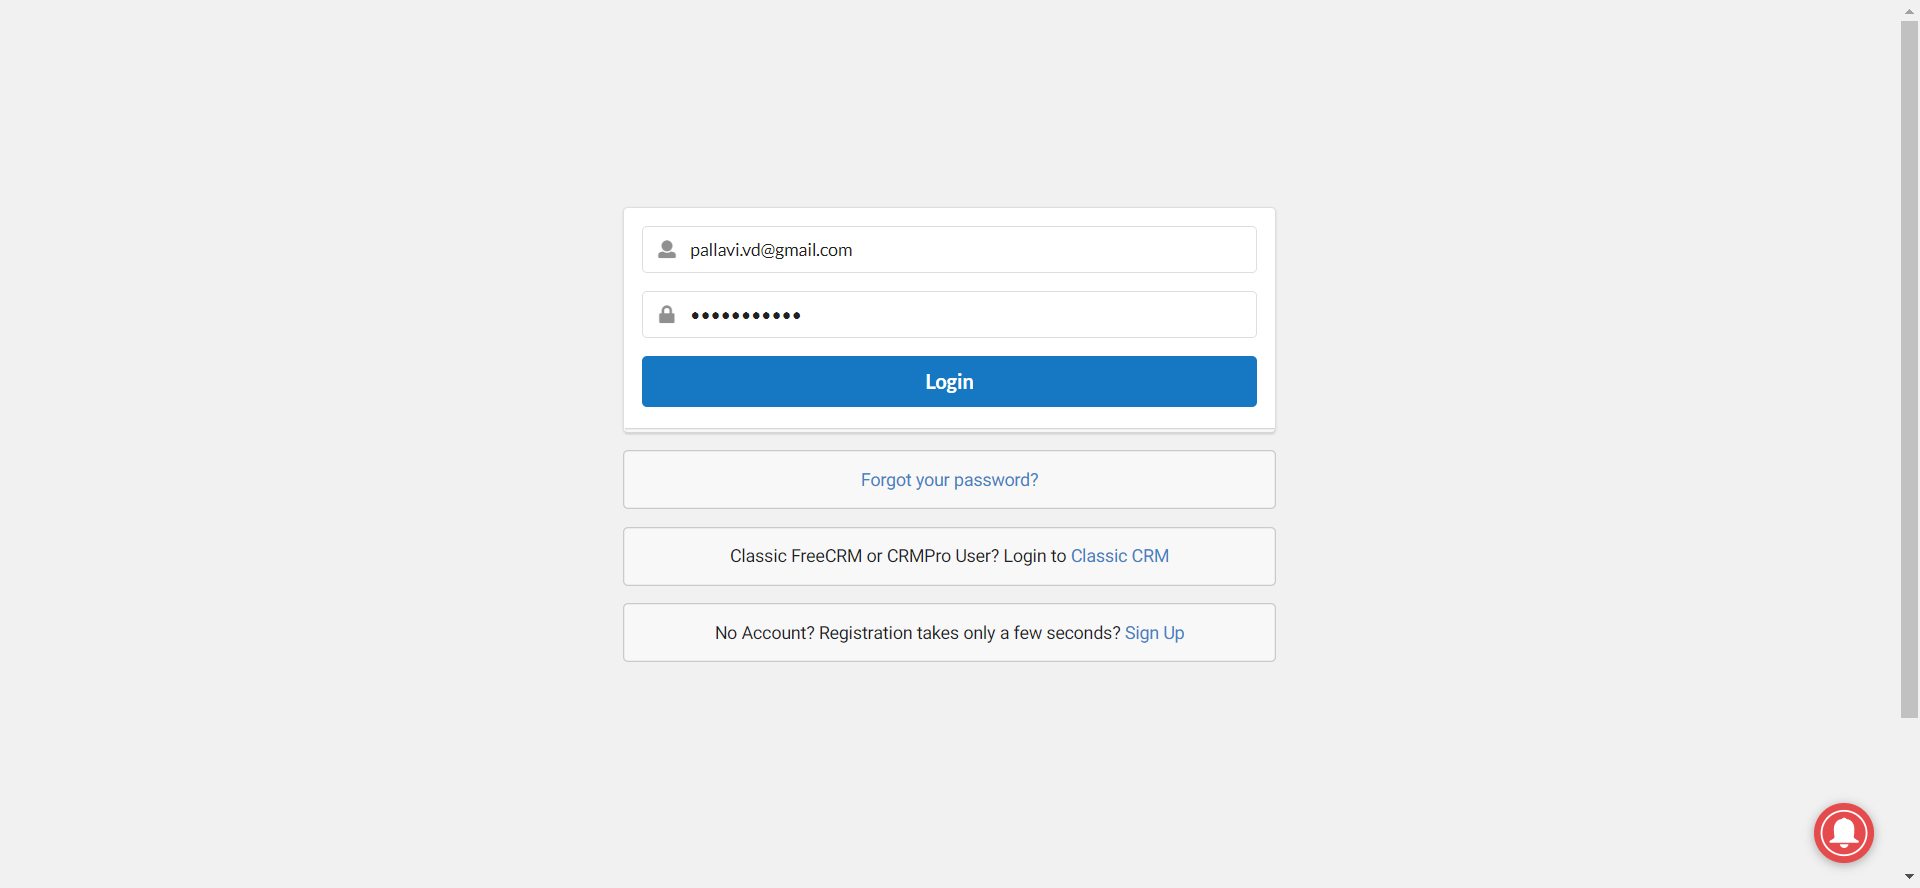 pallavi.vd@gmail.com
•••••••••••
Login
Forgot your password?
Classic FreeCRM or CRMPro User? Login to Classic CRM
No Account? Registration takes only a few seconds? Sign Up